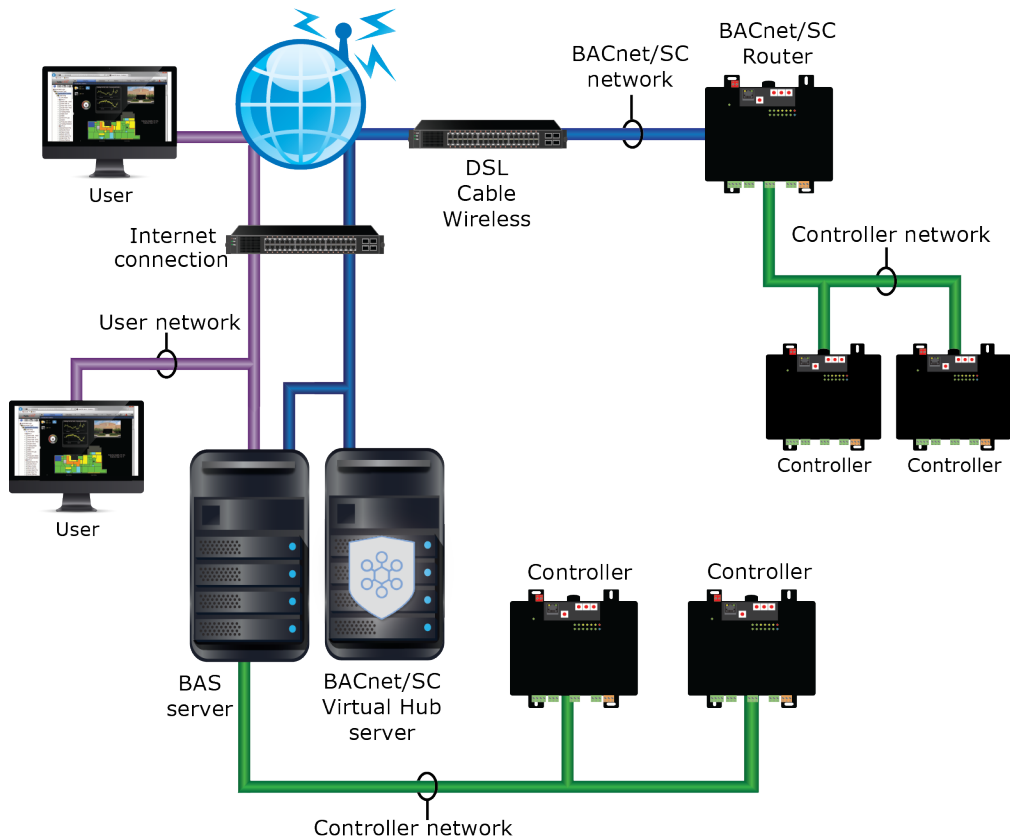 BACnet/SC
Router
BACnet/SC
network
User
DSL
Cable
Wireless
Internet
connection
Controller network
User network
Controller
Controller
User
Controller
Controller
BAS
server
BACnet/SC
Virtual Hub
server
Controller network